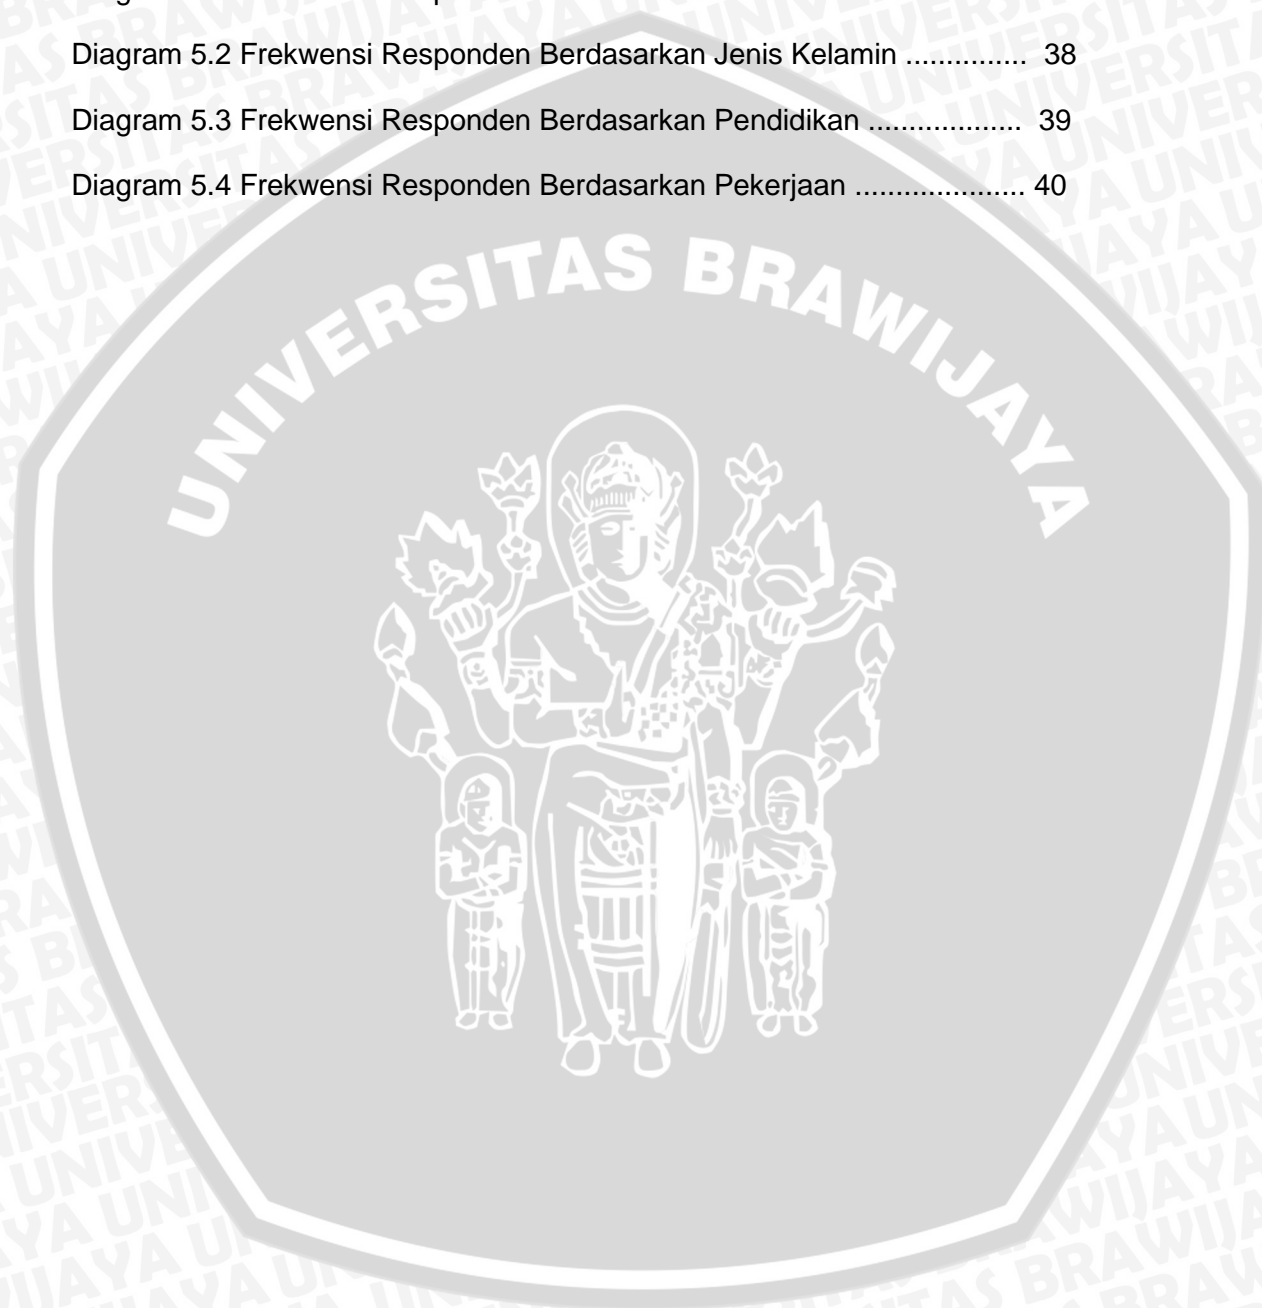 Diagram 5.2 Frekwensi Responden Berdasarkan Jenis Kelamin ............... 38
Diagram 5.3 Frekwensi Responden Berdasarkan Pendidikan ................... 39
Diagram 5.4 Frekwensi Responden Berdasarkan Pekerjaan ..................... 40
UNIVERSITAS BRAWIJAYA